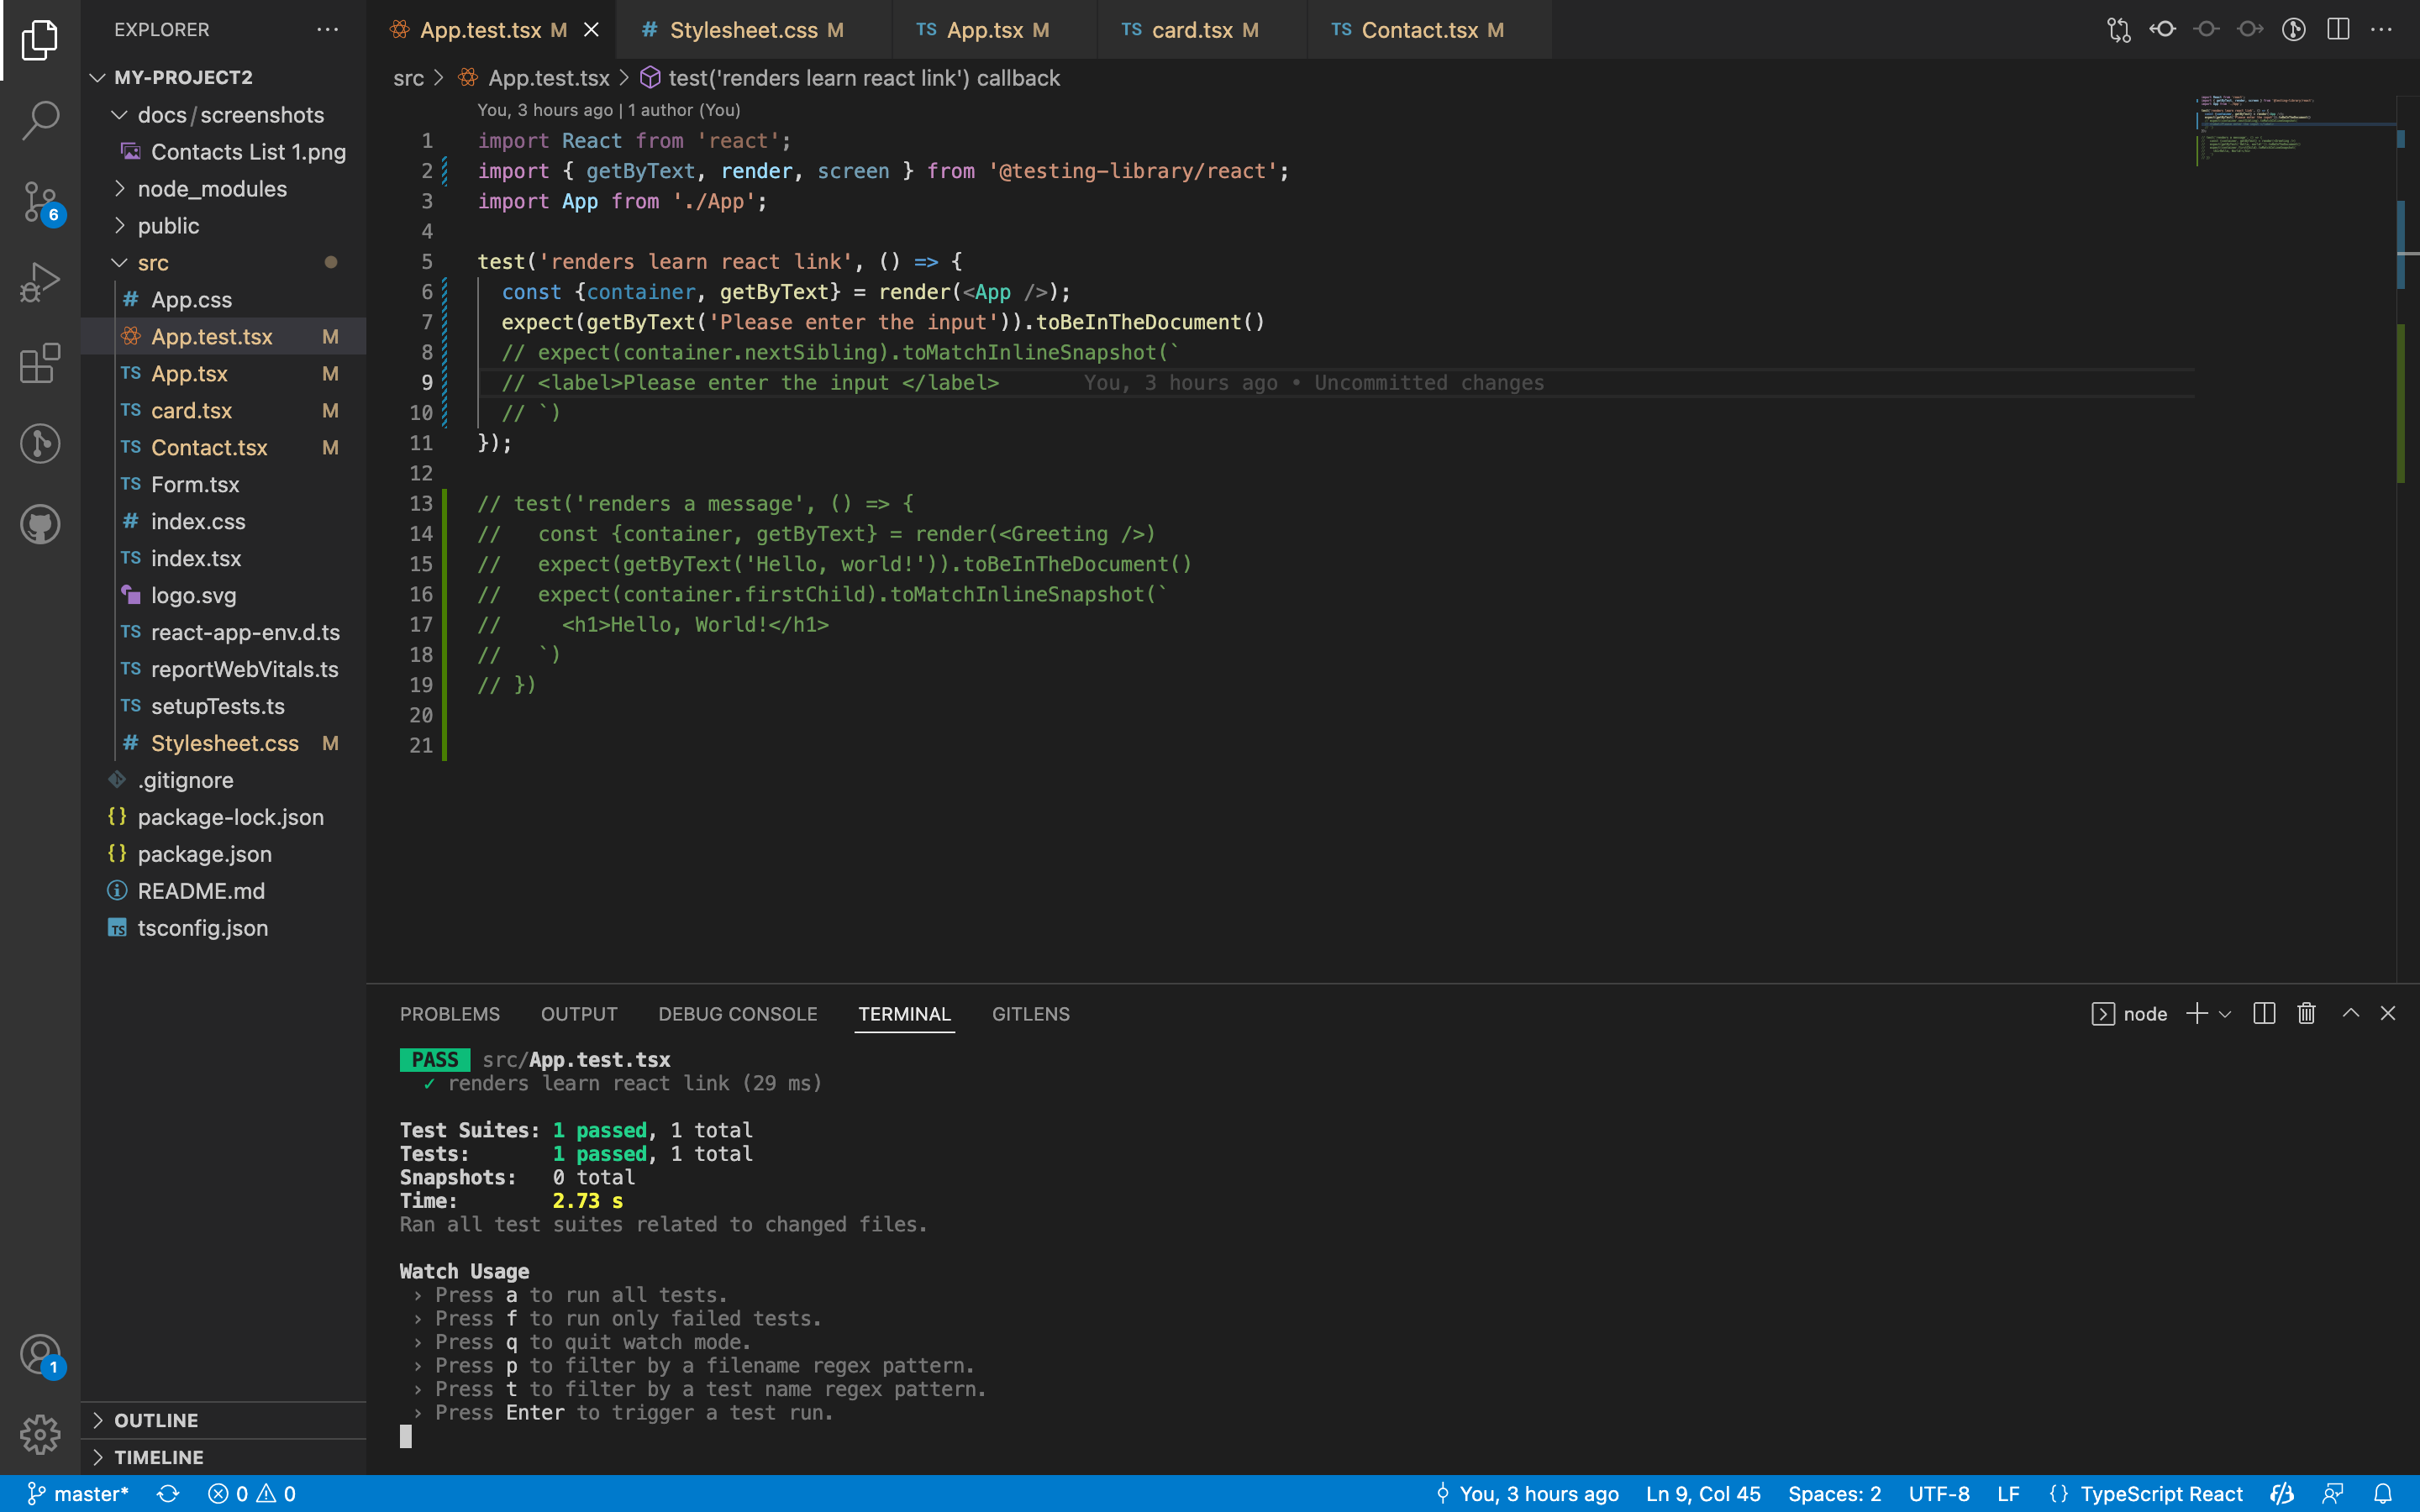 EXPLORER
MY-PROJECT2
docs/screenshots
Contacts List 1.png
node_modules
public
src
# App.css
App.test.tsx M
TS App.tsx M
TS card.tsx M
TS Contact.tsx M
TS Form.tsx
# index.css
TS index.tsx
logo.svg
TS react-app-env.d.ts
TS reportWebVitals.ts
TS setupTests.ts
# Stylesheet.css M
.gitignore
{} package-lock.json
{} package.json
README.md
TS tsconfig.json
OUTLINE
TIMELINE
6
1
App.test.tsx M
# Stylesheet.css M
TS App.tsx M
TS card.tsx M
TS Contact.tsx M
src > App.test.tsx > test('renders learn react link') callback
You, 3 hours ago | 1 author (You)
1 import React from 'react';
2 import { getByText, render, screen } from '@testing-library/react';
3 import App from './App';
4
5 test('renders learn react link', () => {
6 const {container, getByText} = render(<App />);
7 expect(getByText('Please enter the input')).toBeInTheDocument()
8 // expect(container.nextSibling).toMatchInlineSnapshot(`
9 // <label>Please enter the input </label> You, 3 hours ago • Uncommitted changes
10 // `)
11 });
12
13 // test('renders a message', () => {
14 // const {container, getByText} = render(<Greeting />)
15 // expect(getByText('Hello, world!')).toBeInTheDocument()
16 // expect(container.firstChild).toMatchInlineSnapshot(`
17 // <h1>Hello, World!</h1>
18 // `)
19 // })
20
21
PROBLEMS OUTPUT DEBUG CONSOLE TERMINAL GITLENS
node
PASS src/App.test.tsx
✓ renders learn react link (29 ms)
Test Suites: 1 passed, 1 total
Tests: 1 passed, 1 total
Snapshots: 0 total
Time: 2.73 s
Ran all test suites related to changed files.
Watch Usage
› Press a to run all tests.
› Press f to run only failed tests.
› Press q to quit watch mode.
› Press p to filter by a filename regex pattern.
› Press t to filter by a test name regex pattern.
› Press Enter to trigger a test run.
master* 0 0
You, 3 hours ago Ln 9, Col 45 Spaces: 2 UTF-8 LF {} TypeScript React